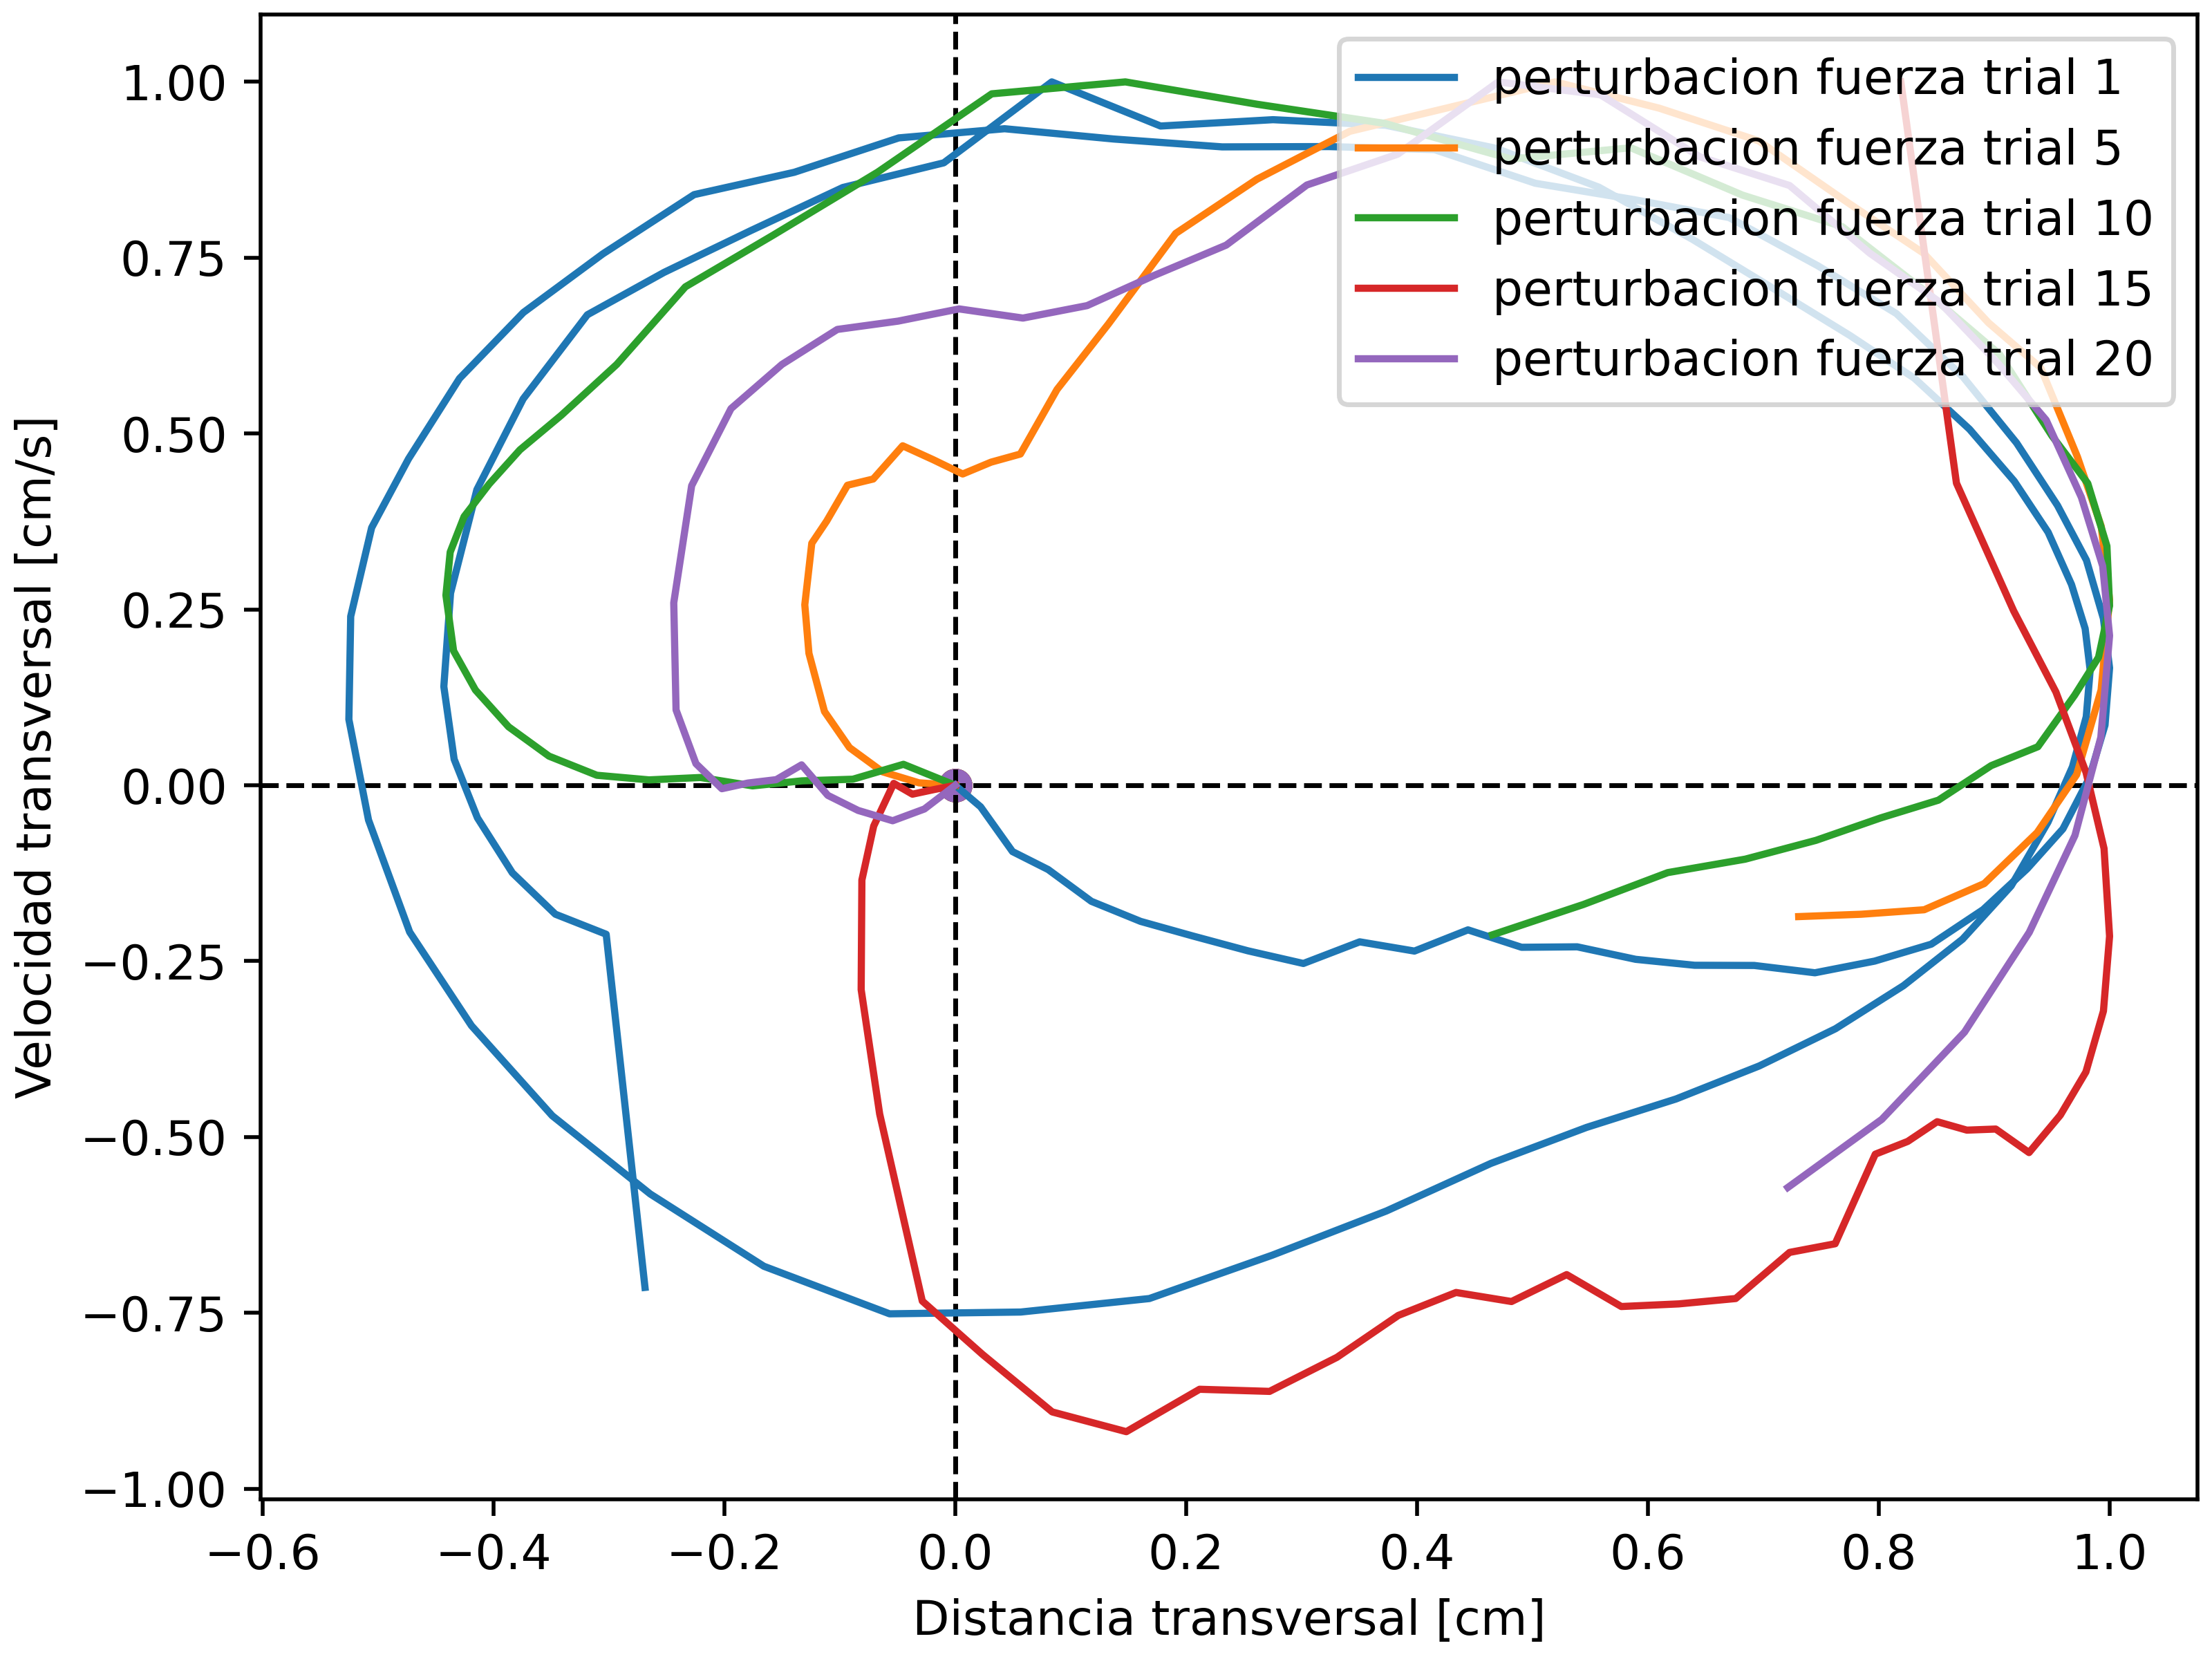 perturbacion fuerza trial 1
perturbacion fuerza trial 5
perturbacion fuerza trial 10
perturbacion fuerza trial 15
perturbacion fuerza trial 20
Velocidad transversal [cm/s]
1.00
0.75
0.50
0.25
0.00
−0.25
−0.50
−0.75
−1.00
−0.6 −0.4 −0.2 0.0 0.2 0.4 0.6 0.8 1.0
Distancia transversal [cm]